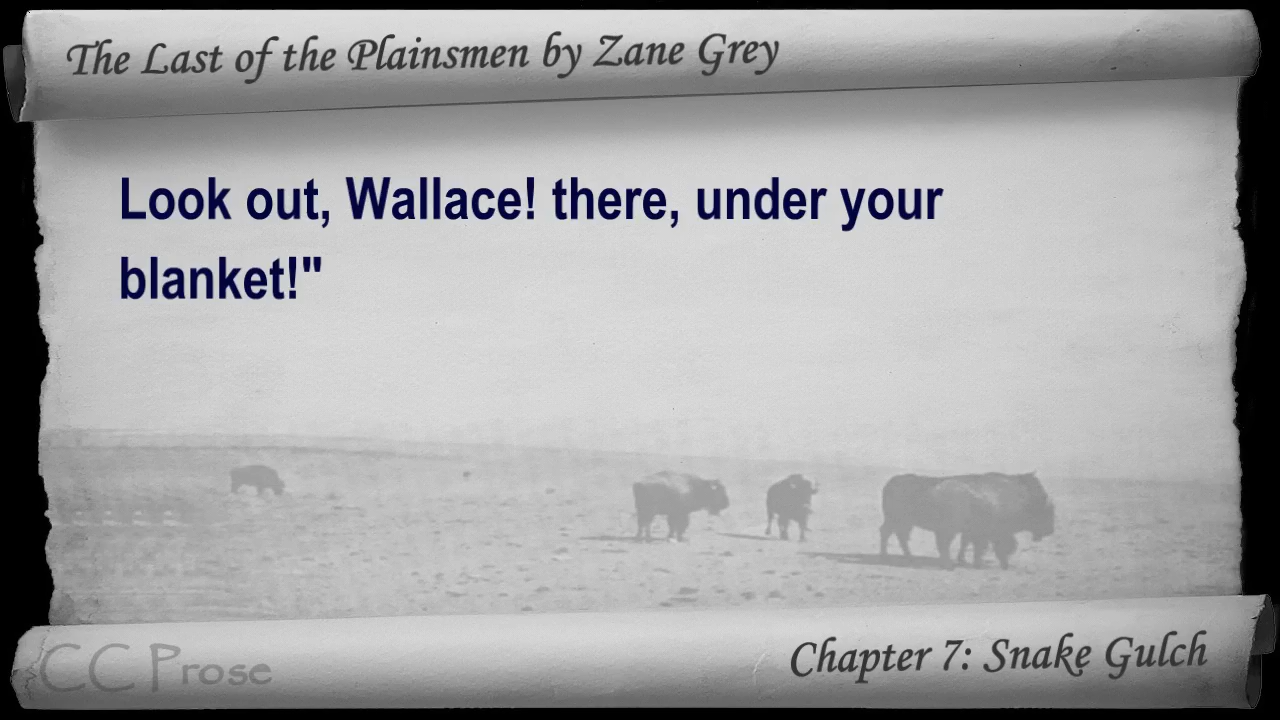 The Last of the Plainsmen by Zane Grey
Look out, Wallace! there, under your
blanket!"
CC Prose
Chapter 7: Snake Gulch